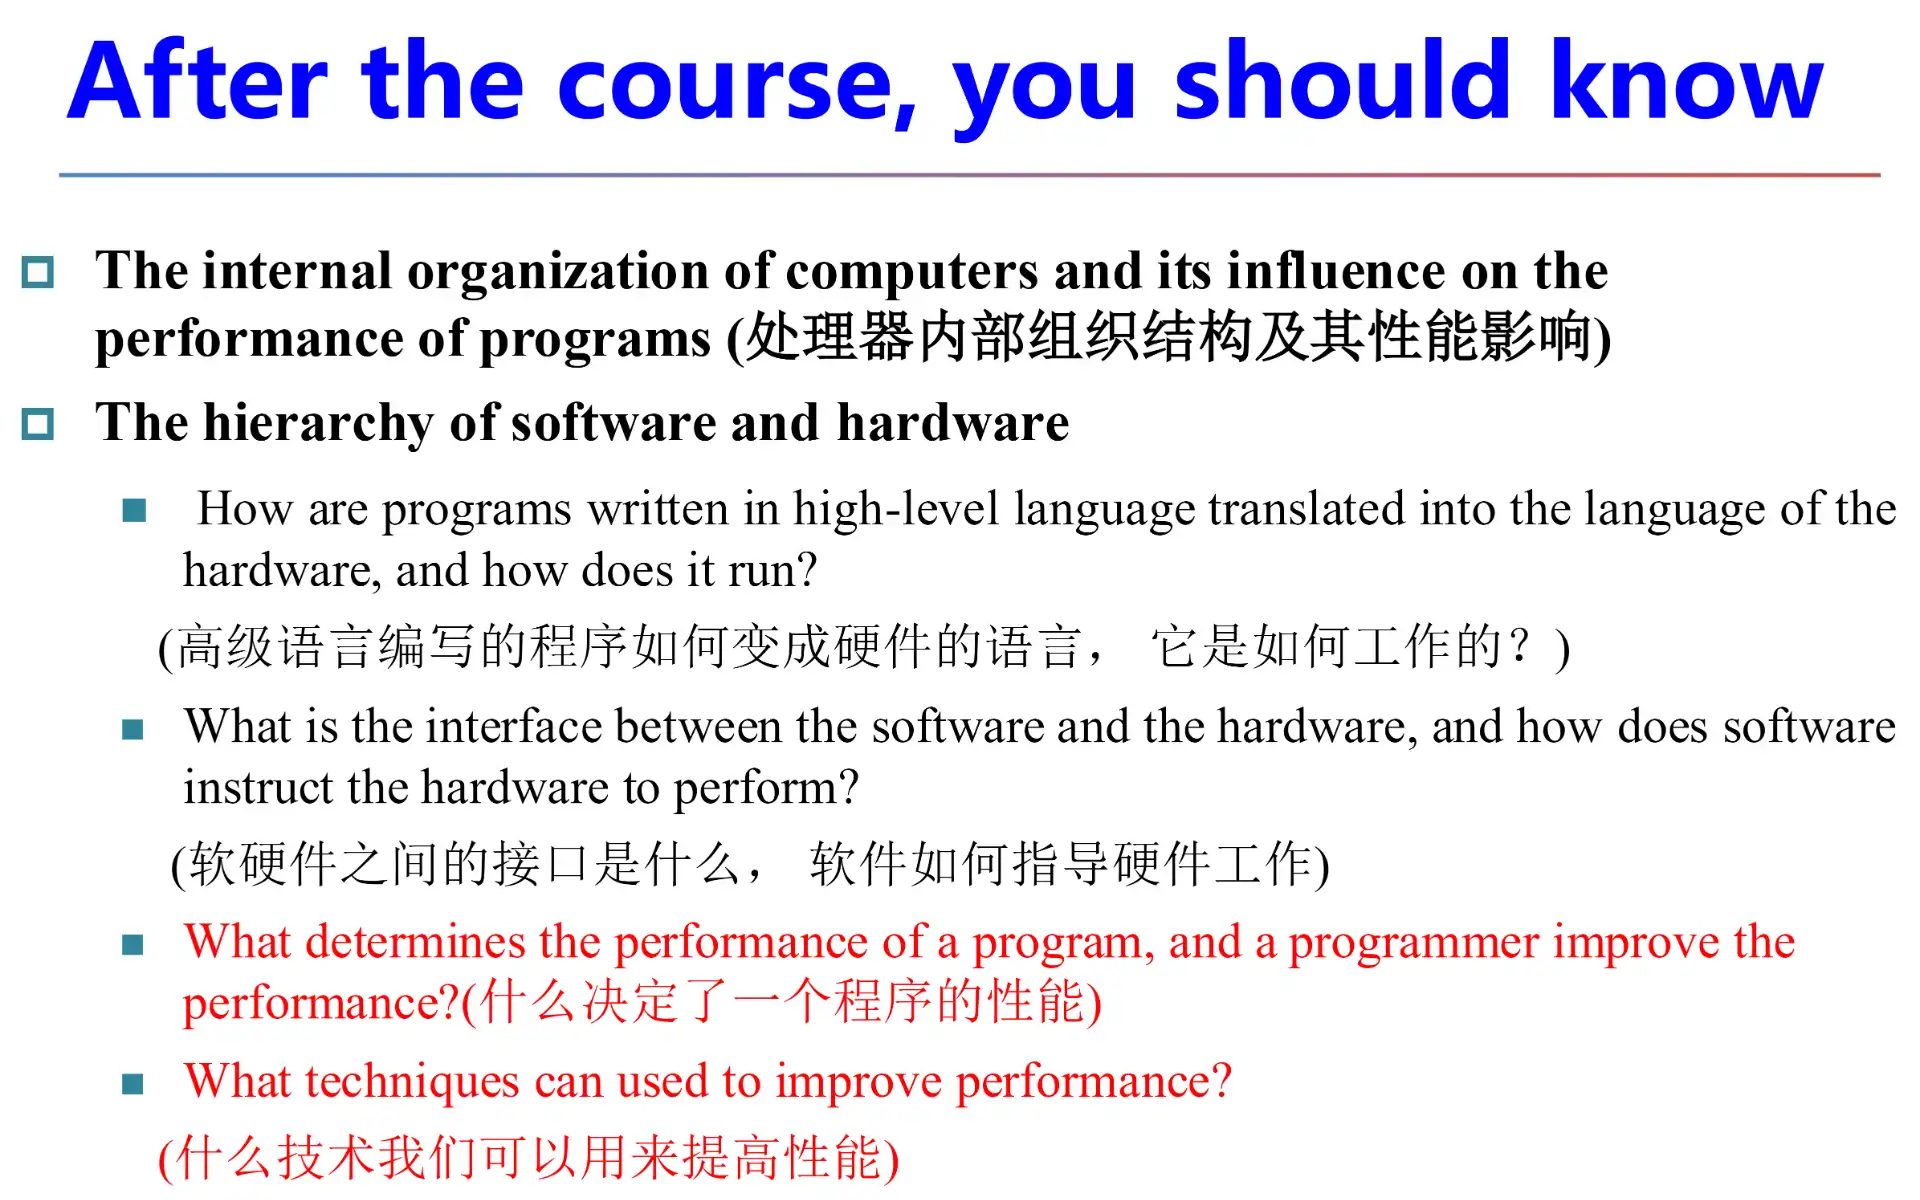 After the course, you should know
The internal organization of computers and its influence on the
performance of programs (处理器内部组织结构及其性能影响)
The hierarchy of software and hardware
How are programs written in high-level language translated into the language of the
hardware, and how does it run?
(高级语言编写的程序如何变成硬件的语言， 它是如何工作的？)
What is the interface between the software and the hardware, and how does software
instruct the hardware to perform?
(软硬件之间的接口是什么， 软件如何指导硬件工作)
What determines the performance of a program, and a programmer improve the
performance?(什么决定了一个程序的性能)
What techniques can used to improve performance?
(什么技术我们可以用来提高性能)